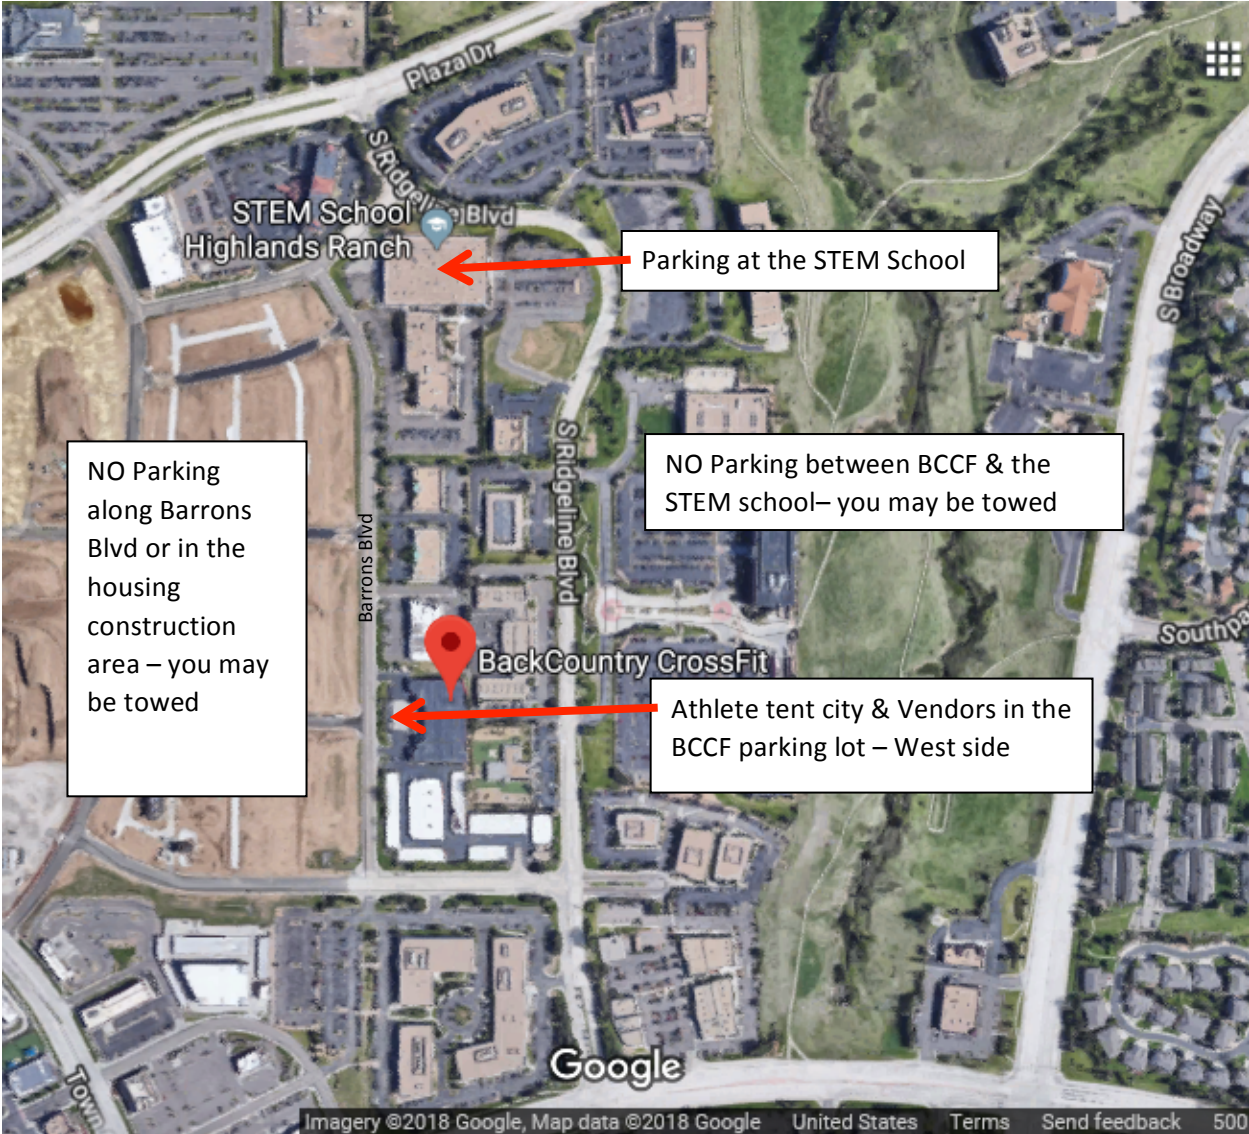 Plaza Dr
S Ridgeline Blvd
STEM School
Highlands Ranch
Parking at the STEM School
S Broadway
NO Parking
along Barrons
Blvd or in the
housing
construction
area – you may
be towed
NO Parking between BCCF & the
STEM school– you may be towed
S Ridgeline Blvd
Barrons Blvd
BackCountry CrossFit
Southpa
Athlete tent city & Vendors in the
BCCF parking lot – West side
Google
Town
Imagery ©2018 Google, Map data ©2018 Google United States Terms Send feedback 500